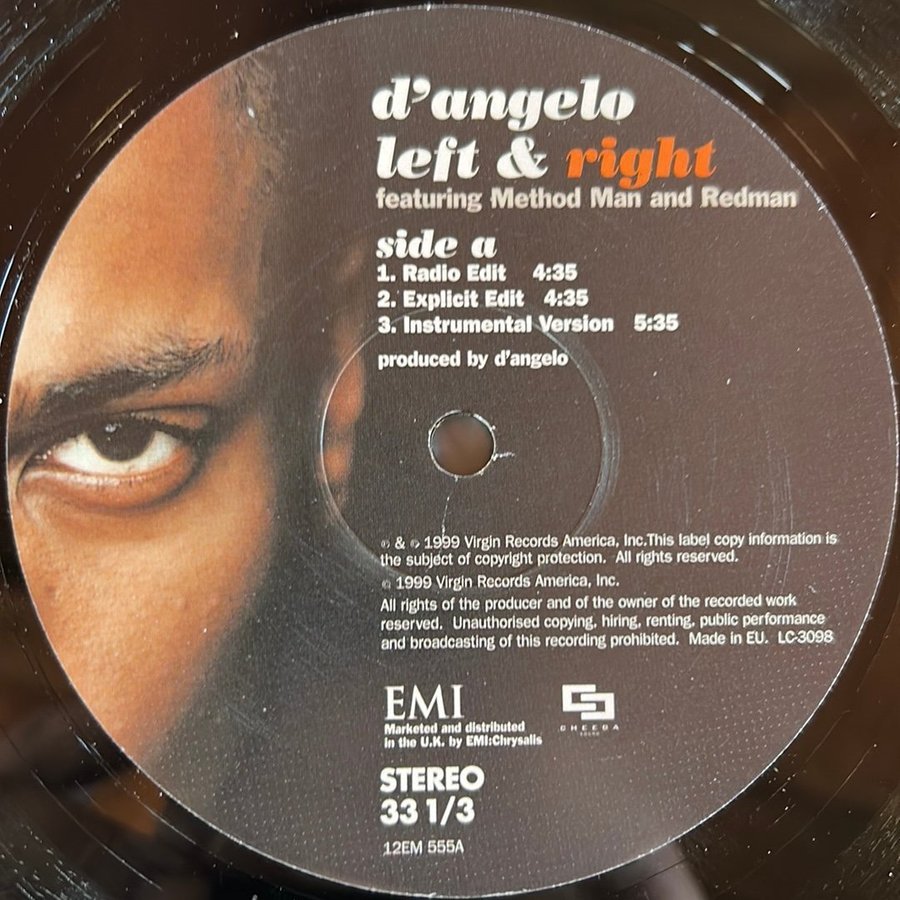 d'angelo
left & right
featuring Method Man and Redman
side a
1. Radio Edit 4:35
2. Explicit Edit 4:35
3. Instrumental Version 5:35
produced by d'angelo
℗ & © 1999 Virgin Records America, Inc.This label copy information is
the subject of copyright protection. All rights reserved.
© 1999 Virgin Records America, Inc.
All rights of the producer and of the owner of the recorded work
reserved. Unauthorised copying, hiring, renting, public performance
and broadcasting of this recording prohibited. Made in EU. LC-3098
EMI
Marketed and distributed
in the U.K. by EMI:Chrysalis
CHEEBA
SOUND
STEREO
33 1/3
12EM 555A